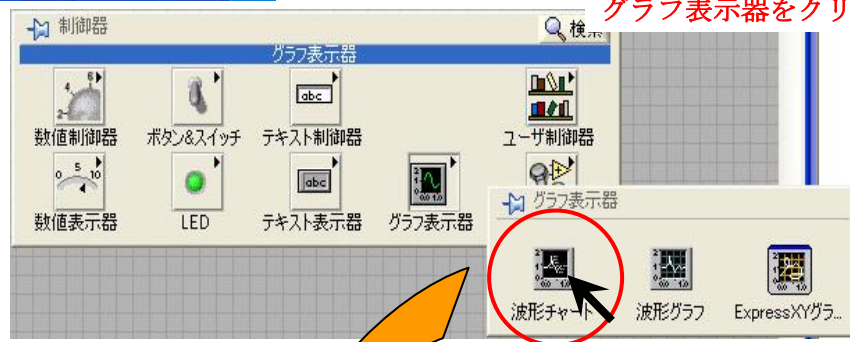 グラフ表示器をクリ
制御器
検索
グラフ表示器
abc
数値制御器 ボタン&スイッチ テキスト制御器 ユーザ制御器
0 5 10
abc
数値表示器 LED テキスト表示器 グラフ表示器
グラフ表示器
波形チャート 波形グラフ ExpressXYグラ...